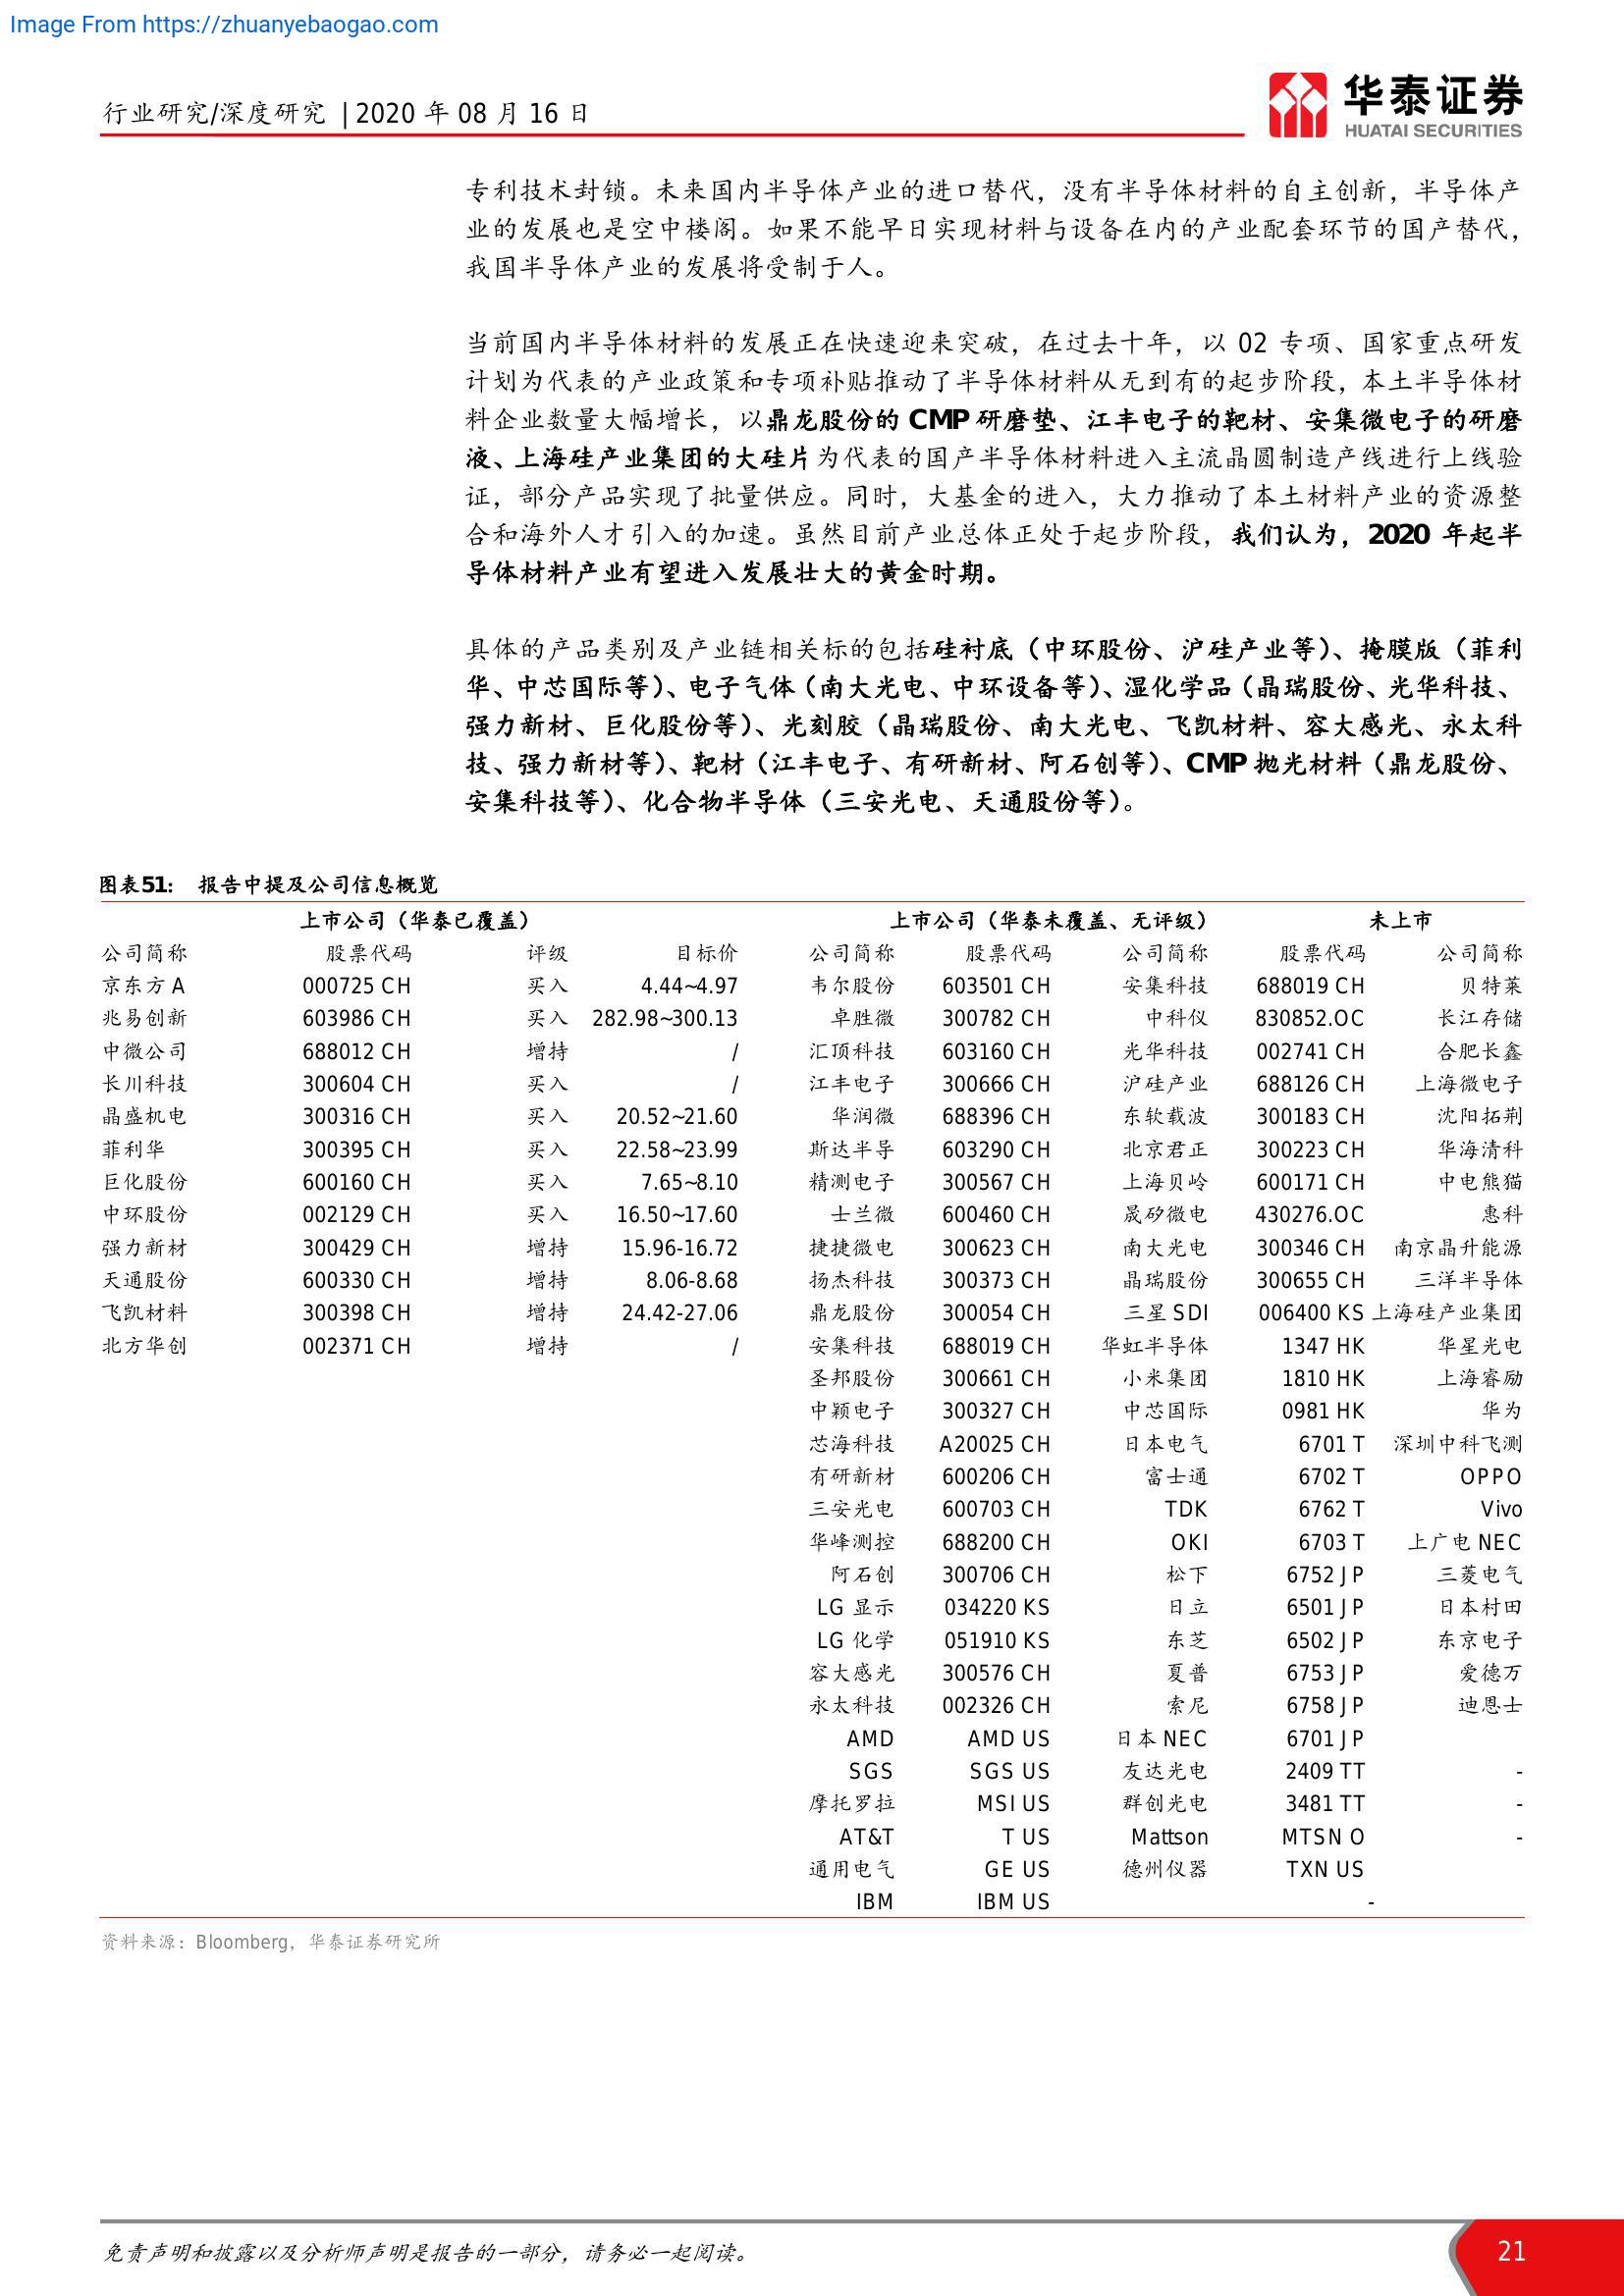 Image From https://zhuanyebaogao.com
华泰证券
HUATAI SECURITIES
行业研究/深度研究 | 2020 年 08 月 16 日
专利技术封锁。未来国内半导体产业的进口替代，没有半导体材料的自主创新，半导体产
业的发展也是空中楼阁。如果不能早日实现材料与设备在内的产业配套环节的国产替代，
我国半导体产业的发展将受制于人。
当前国内半导体材料的发展正在快速迎来突破，在过去十年，以 02 专项、国家重点研发
计划为代表的产业政策和专项补贴推动了半导体材料从无到有的起步阶段，本土半导体材
料企业数量大幅增长，以鼎龙股份的 CMP 研磨垫、江丰电子的靶材、安集微电子的研磨
液、上海硅产业集团的大硅片为代表的国产半导体材料进入主流晶圆制造产线进行上线验
证，部分产品实现了批量供应。同时，大基金的进入，大力推动了本土材料产业的资源整
合和海外人才引入的加速。虽然目前产业总体正处于起步阶段，我们认为，2020 年起半
导体材料产业有望进入发展壮大的黄金时期。
具体的产品类别及产业链相关标的包括硅衬底（中环股份、沪硅产业等）、掩膜版（菲利
华、中芯国际等）、电子气体（南大光电、中环设备等）、湿化学品（晶瑞股份、光华科技、
强力新材、巨化股份等）、光刻胶（晶瑞股份、南大光电、飞凯材料、容大感光、永太科
技、强力新材等）、靶材（江丰电子、有研新材、阿石创等）、CMP 抛光材料（鼎龙股份、
安集科技等）、化合物半导体（三安光电、天通股份等）。
图表51： 报告中提及公司信息概览
上市公司（华泰已覆盖） 上市公司（华泰未覆盖、无评级） 未上市
公司简称 股票代码 评级 目标价 公司简称 股票代码 公司简称 股票代码 公司简称
京东方 A 000725 CH 买入 4.44~4.97 韦尔股份 603501 CH 安集科技 688019 CH 贝特莱
兆易创新 603986 CH 买入 282.98~300.13 卓胜微 300782 CH 中科仪 830852.OC 长江存储
中微公司 688012 CH 增持 / 汇顶科技 603160 CH 光华科技 002741 CH 合肥长鑫
长川科技 300604 CH 买入 / 江丰电子 300666 CH 沪硅产业 688126 CH 上海微电子
晶盛机电 300316 CH 买入 20.52~21.60 华润微 688396 CH 东软载波 300183 CH 沈阳拓荆
菲利华 300395 CH 买入 22.58~23.99 斯达半导 603290 CH 北京君正 300223 CH 华海清科
巨化股份 600160 CH 买入 7.65~8.10 精测电子 300567 CH 上海贝岭 600171 CH 中电熊猫
中环股份 002129 CH 买入 16.50~17.60 士兰微 600460 CH 晟矽微电 430276.OC 惠科
强力新材 300429 CH 增持 15.96-16.72 捷捷微电 300623 CH 南大光电 300346 CH 南京晶升能源
天通股份 600330 CH 增持 8.06-8.68 扬杰科技 300373 CH 晶瑞股份 300655 CH 三洋半导体
飞凯材料 300398 CH 增持 24.42-27.06 鼎龙股份 300054 CH 三星 SDI 006400 KS 上海硅产业集团
北方华创 002371 CH 增持 / 安集科技 688019 CH 华虹半导体 1347 HK 华星光电
圣邦股份 300661 CH 小米集团 1810 HK 上海睿励
中颖电子 300327 CH 中芯国际 0981 HK 华为
芯海科技 A20025 CH 日本电气 6701 T 深圳中科飞测
有研新材 600206 CH 富士通 6702 T OPPO
三安光电 600703 CH TDK 6762 T Vivo
华峰测控 688200 CH OKI 6703 T 上广电 NEC
阿石创 300706 CH 松下 6752 JP 三菱电气
LG 显示 034220 KS 日立 6501 JP 日本村田
LG 化学 051910 KS 东芝 6502 JP 东京电子
容大感光 300576 CH 夏普 6753 JP 爱德万
永太科技 002326 CH 索尼 6758 JP 迪恩士
AMD AMD US 日本 NEC 6701 JP
SGS SGS US 友达光电 2409 TT -
摩托罗拉 MSI US 群创光电 3481 TT -
AT&T T US Mattson MTSN O -
通用电气 GE US 德州仪器 TXN US
IBM IBM US -
资料来源：Bloomberg，华泰证券研究所
免责声明和披露以及分析师声明是报告的一部分，请务必一起阅读。
21